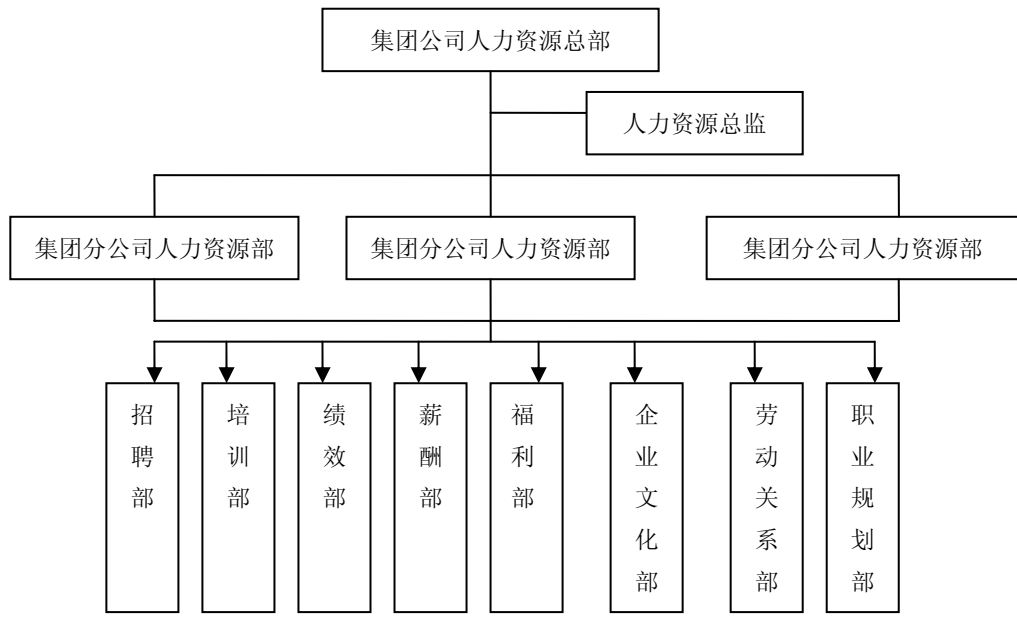 集团公司人力资源总部
人力资源总监
集团分公司人力资源部
集团分公司人力资源部
集团分公司人力资源部
招聘部
培训部
绩效部
薪酬部
福利部
企业文化部
劳动关系部
职业规划部